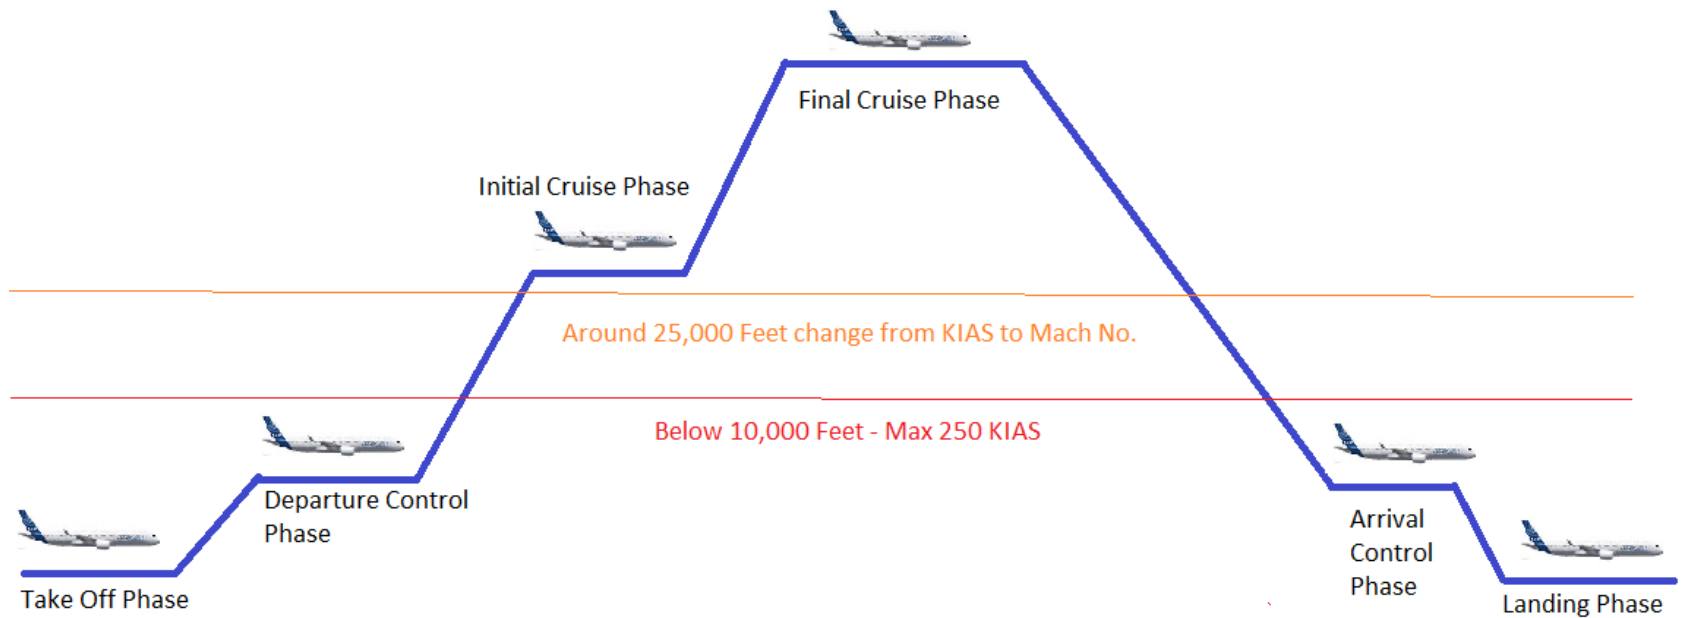 Final Cruise Phase
Initial Cruise Phase
Around 25,000 Feet change from KIAS to Mach No.
Below 10,000 Feet - Max 250 KIAS
Departure Control
Phase
Take Off Phase
Arrival
Control
Phase
Landing Phase